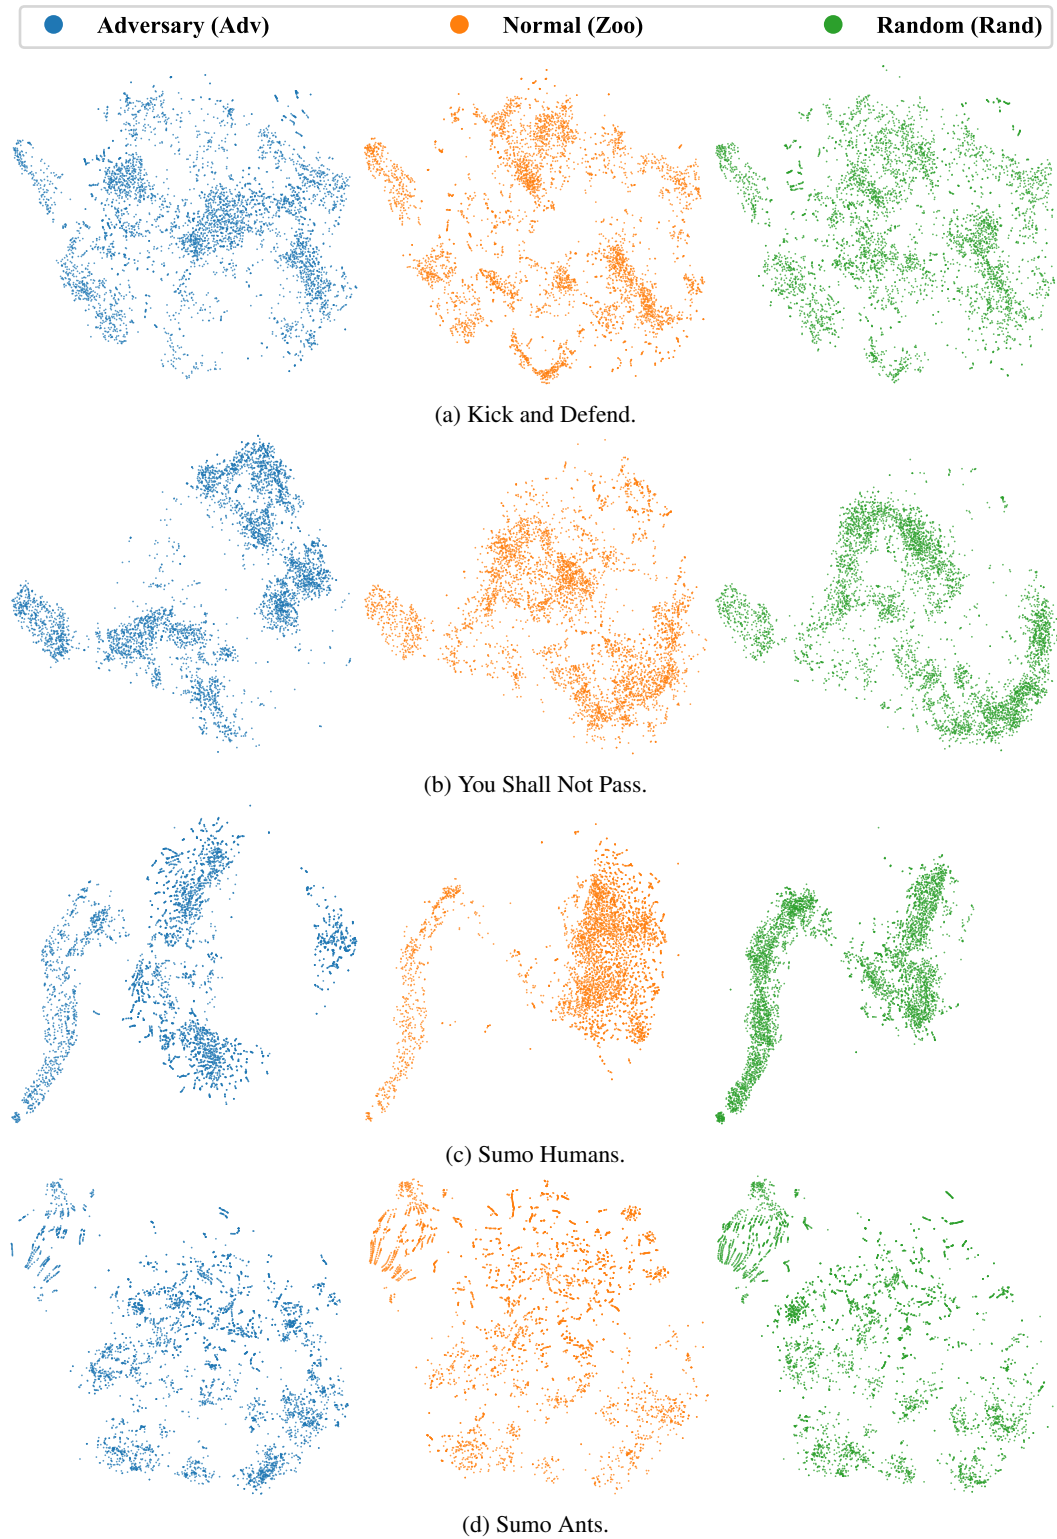 Adversary (Adv) Normal (Zoo) Random (Rand)
(a) Kick and Defend.
(b) You Shall Not Pass.
(c) Sumo Humans.
(d) Sumo Ants.